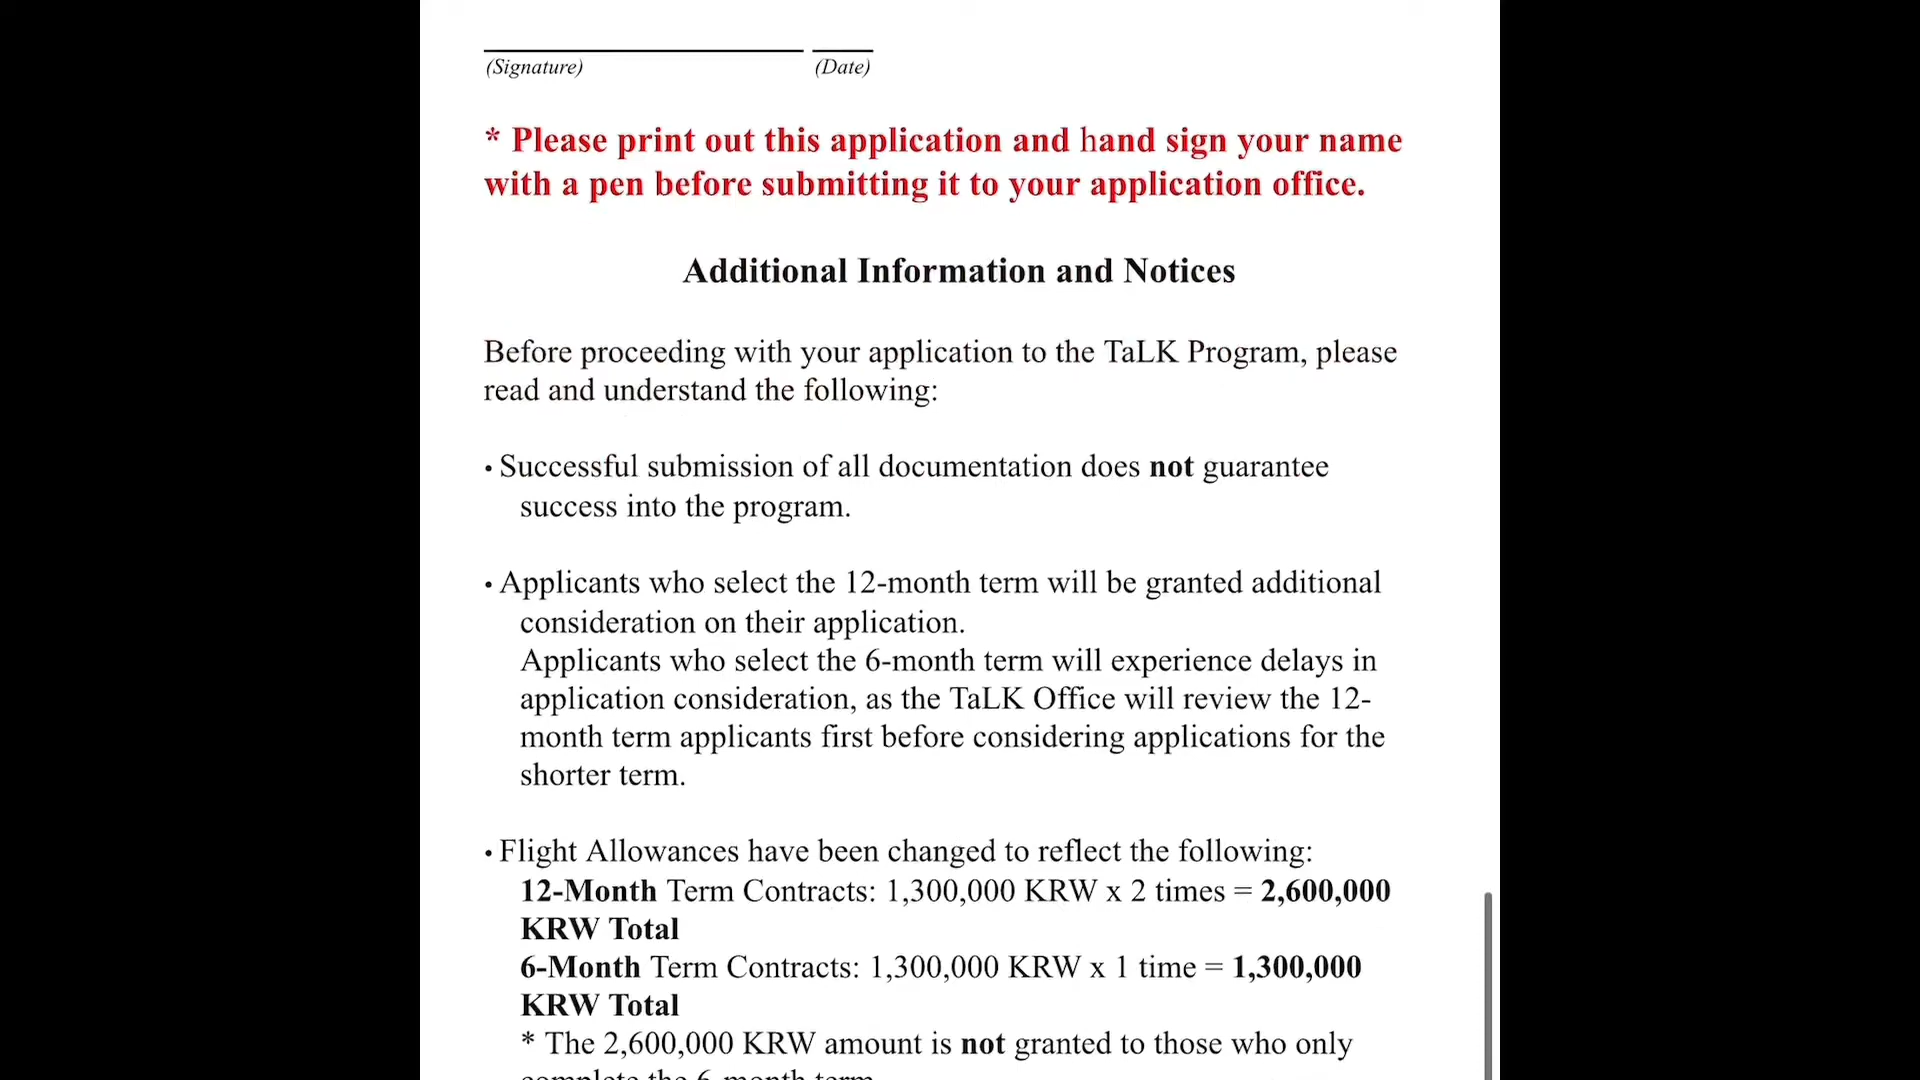 (Signature) (Date)
* Please print out this application and hand sign your name
with a pen before submitting it to your application office.
Additional Information and Notices
Before proceeding with your application to the TaLK Program, please
read and understand the following:
• Successful submission of all documentation does not guarantee
success into the program.
• Applicants who select the 12-month term will be granted additional
consideration on their application.
Applicants who select the 6-month term will experience delays in
application consideration, as the TaLK Office will review the 12-
month term applicants first before considering applications for the
shorter term.
• Flight Allowances have been changed to reflect the following:
12-Month Term Contracts: 1,300,000 KRW x 2 times = 2,600,000
KRW Total
6-Month Term Contracts: 1,300,000 KRW x 1 time = 1,300,000
KRW Total
* The 2,600,000 KRW amount is not granted to those who only
complete the 6-month term